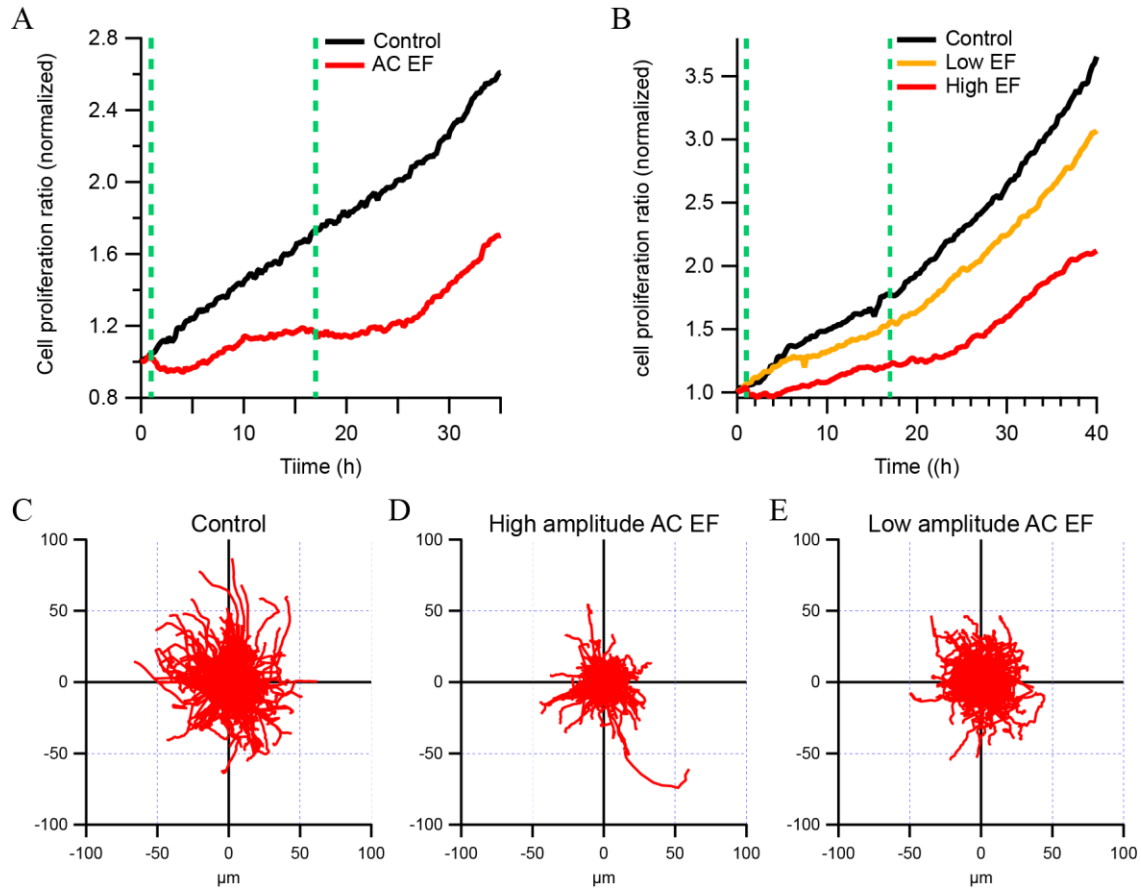 A
Cell proliferation ratio (normalized)
2.8
2.4
2.0
1.6
1.2
0.8
Control
AC EF
0
10
20
30
Tiime (h)
B
cell proliferation ratio (normalized)
3.5
3.0
2.5
2.0
1.5
1.0
Control
Low EF
High EF
0
10
20
30
40
Time ((h)
C
Control
100
50
0
-50
-100
-100
-50
0
50
100
µm
D
High amplitude AC EF
100
50
0
-50
-100
-100
-50
0
50
100
µm
E
Low amplitude AC EF
100
50
0
-50
-100
-100
-50
0
50
100
µm